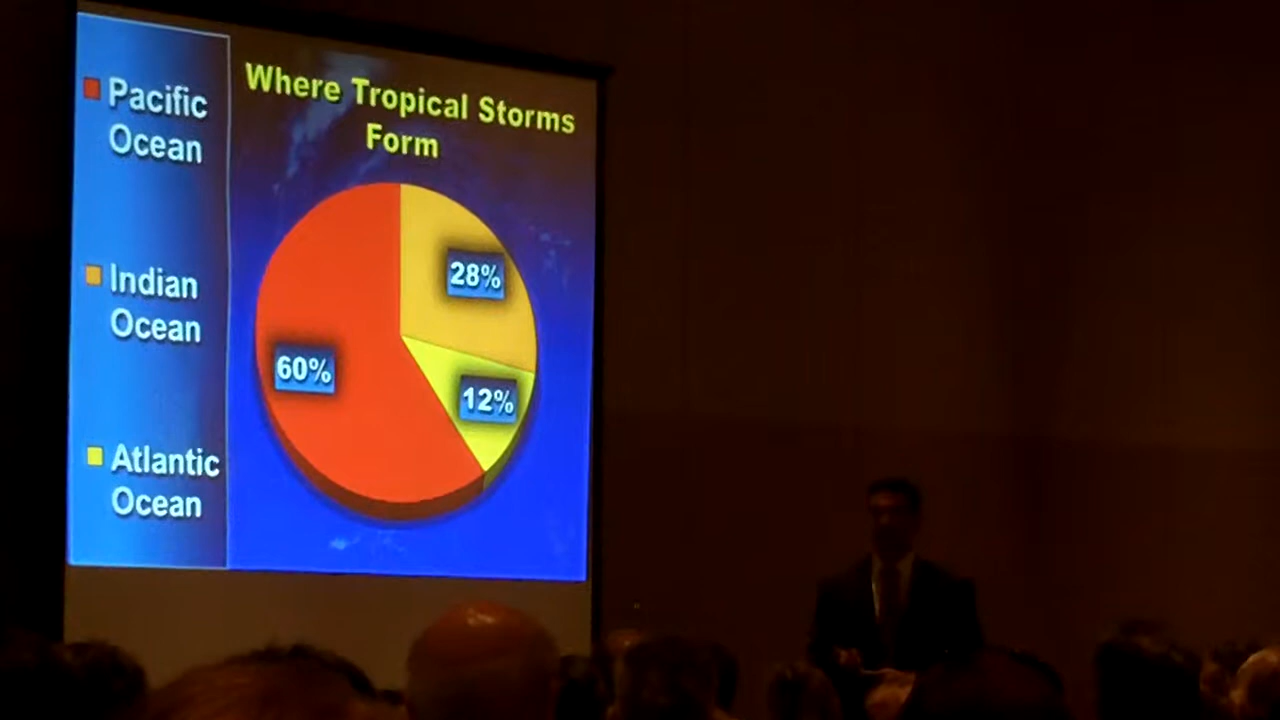 Where Tropical Storms
Form
Pacific
Ocean
Indian
Ocean
Atlantic
Ocean
28%
60%
12%